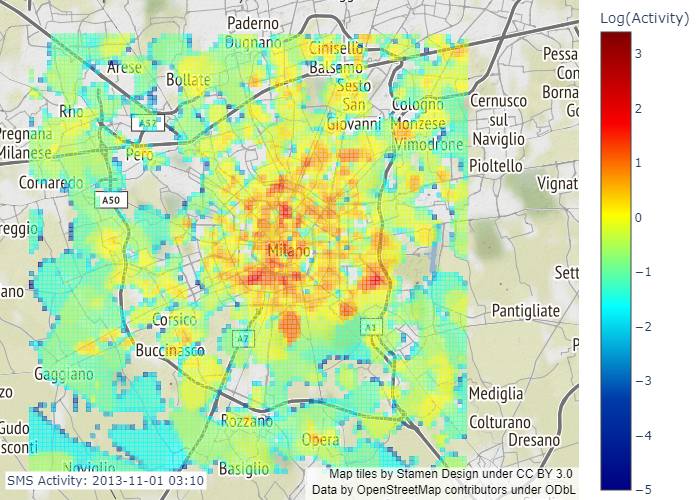 Log(Activity)
3
2
1
0
−1
−2
−3
−4
−5
Paderno
Dugnano
Cinisello
Balsamo
Arese
Bollate
Sesto
San
Giovanni
Cologno
Monzese
Vimodrone
Cernusco
sul
Naviglio
Pioltello
Pessa
Con
Borna
Go
Rho
A52
Pregnana
Milanese
Pero
Cornaredo
A50
Vignat
reggio
Milano
Sett
ano
Pantigliate
Corsico
A7
A1
Buccinasco
P
Gaggiano
zo
Mediglia
Colturano
Dresano
Rozzano
Opera
Gudo
sconti
Noviglio
Basiglio
SMS Activity: 2013-11-01 03:10
Map tiles by Stamen Design under CC BY 3.0
Data by OpenStreetMap contributors under ODbL